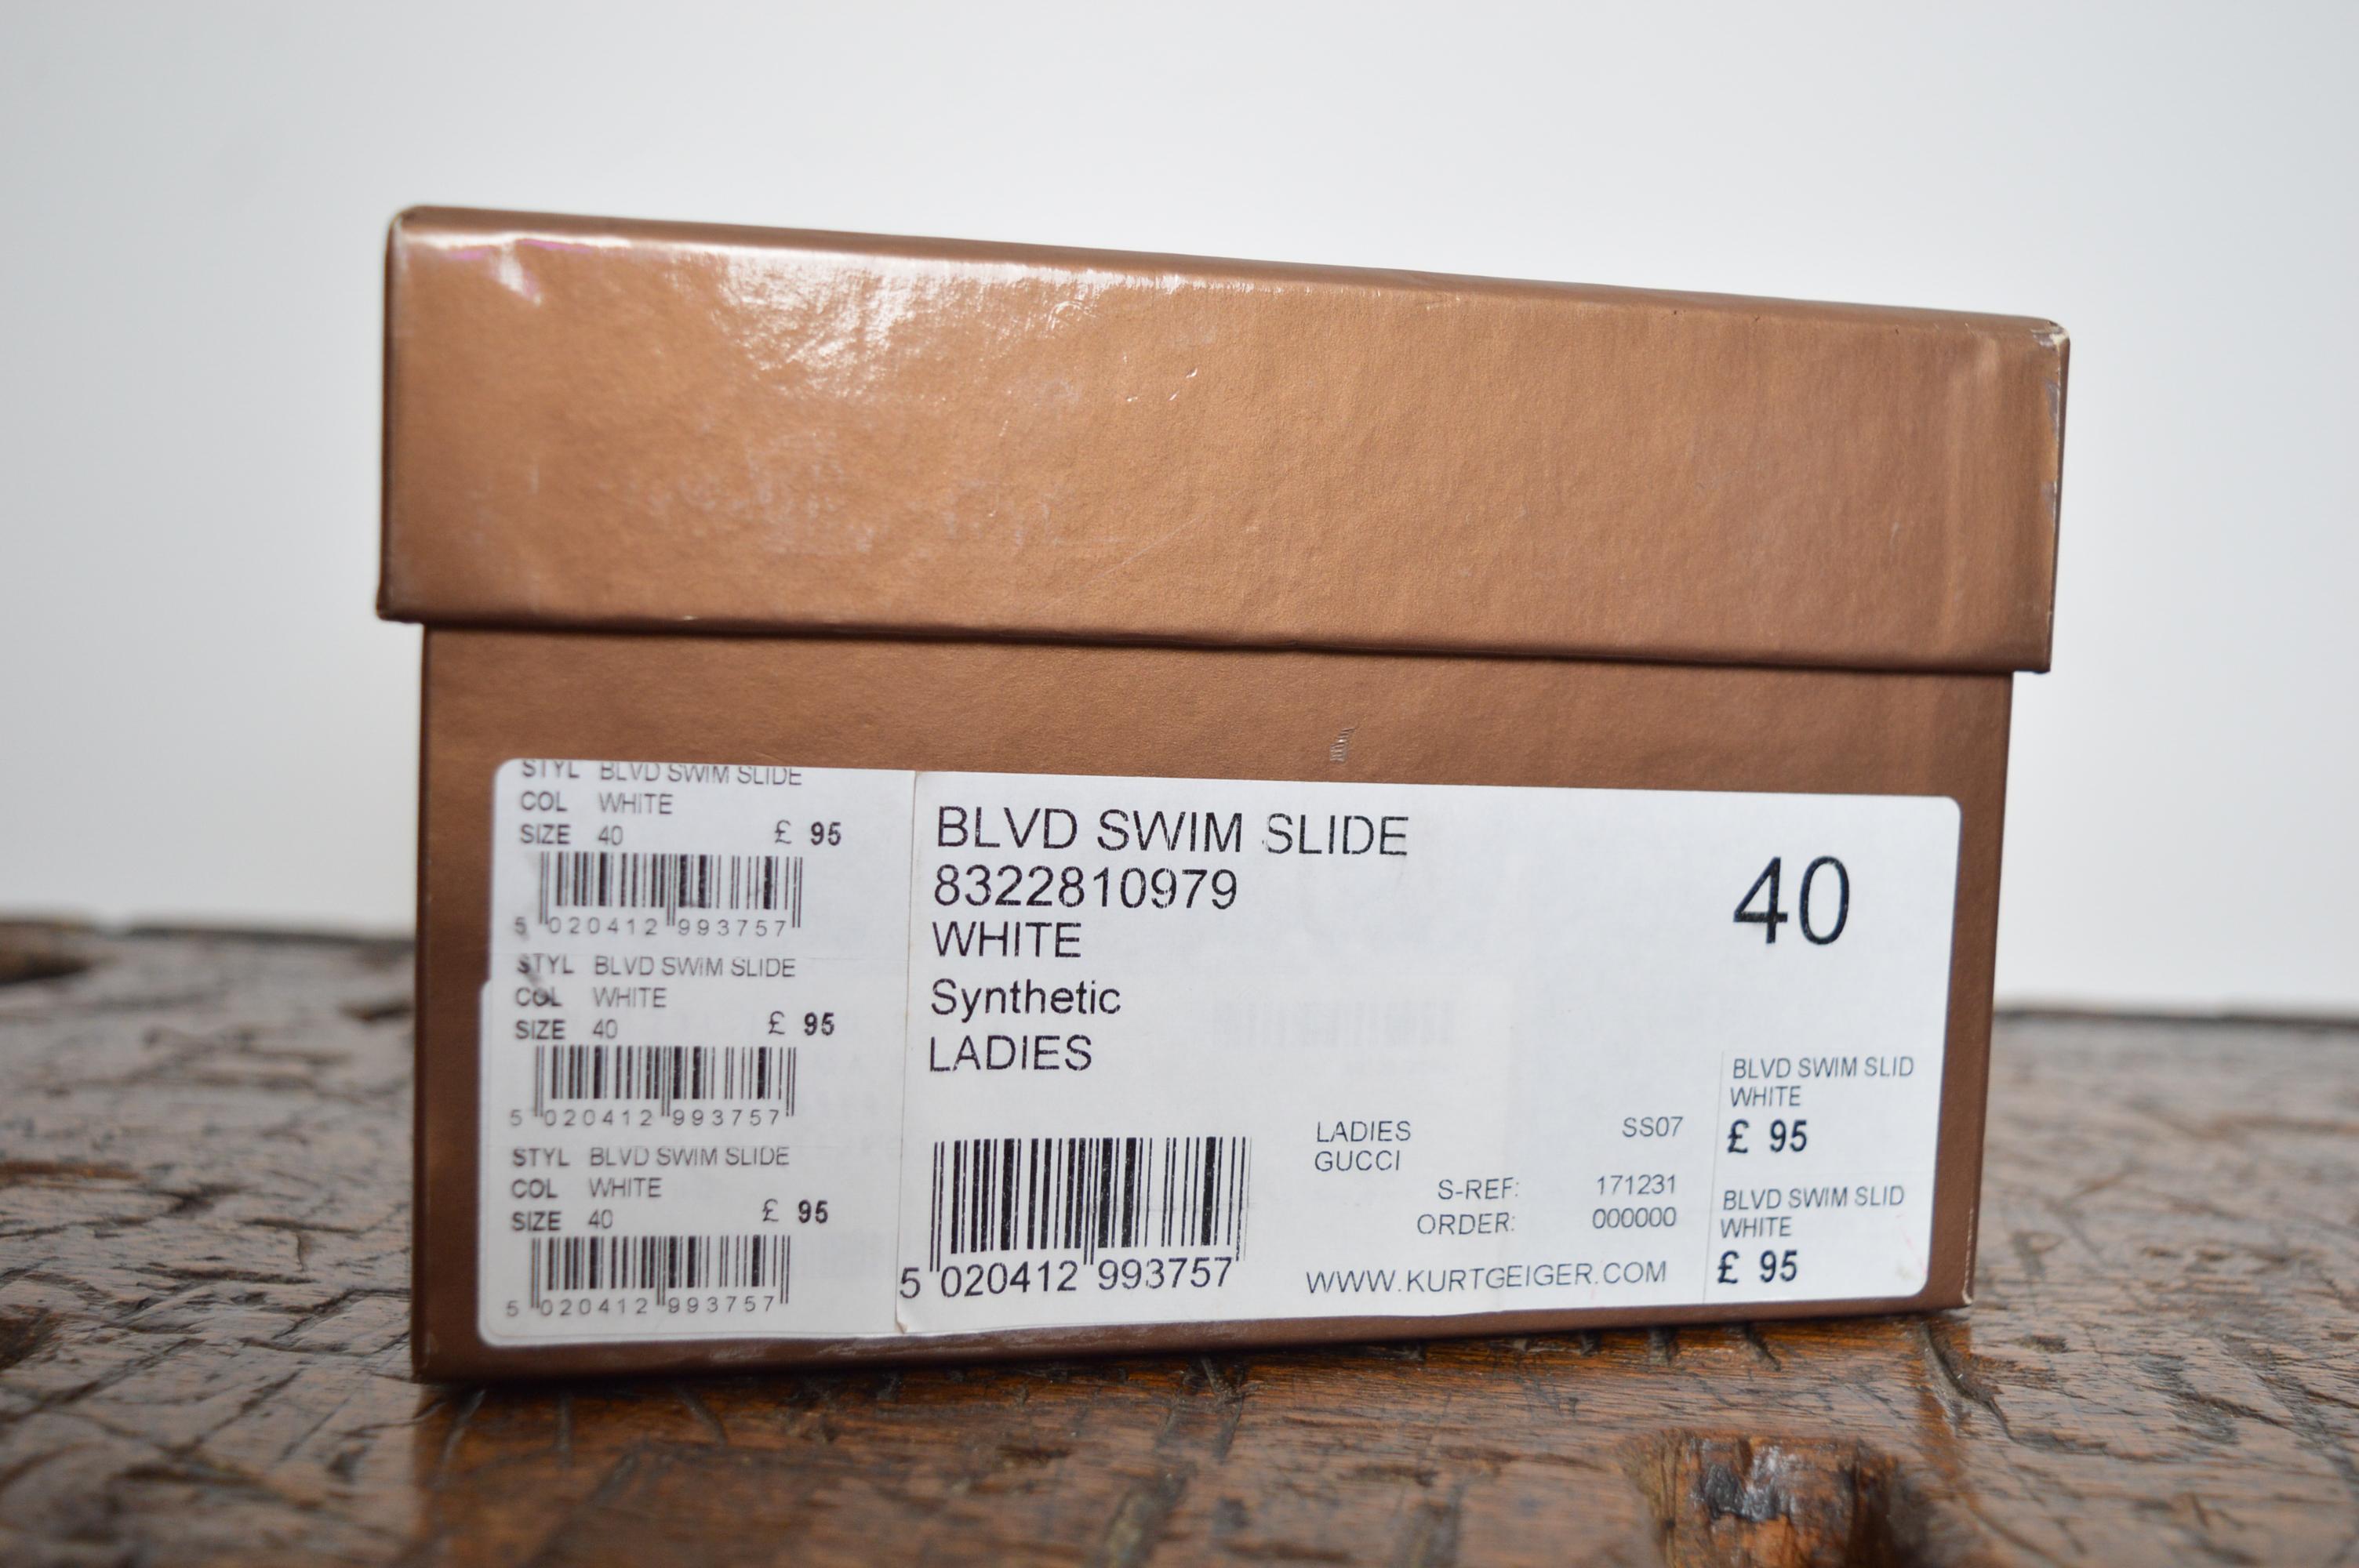 STYL BLVD SWIM SLIDE
COL WHITE
SIZE 40 £ 95
5 020412 993757
STYL BLVD SWIM SLIDE
COL WHITE
SIZE 40 £ 95
5 020412 993757
STYL BLVD SWIM SLIDE
COL WHITE
SIZE 40 £ 95
5 020412 993757
BLVD SWIM SLIDE
8322810979
WHITE
Synthetic
LADIES
5 020412 993757
40
LADIES SS07
GUCCI
S-REF: 171231
ORDER: 000000
WWW.KURTGEIGER.COM
BLVD SWIM SLID
WHITE
£ 95
BLVD SWIM SLID
WHITE
£ 95